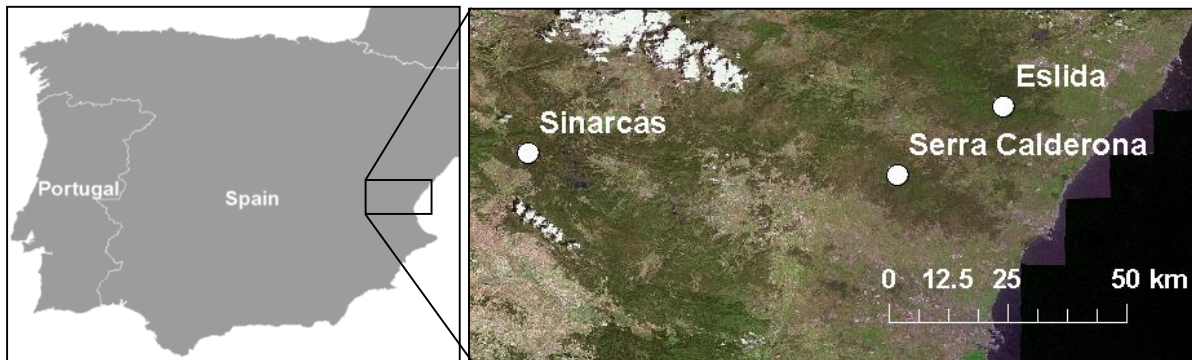 Portugal
Spain
Eslida
Sinarcas
Serra Calderona
0 12.5 25 50 km